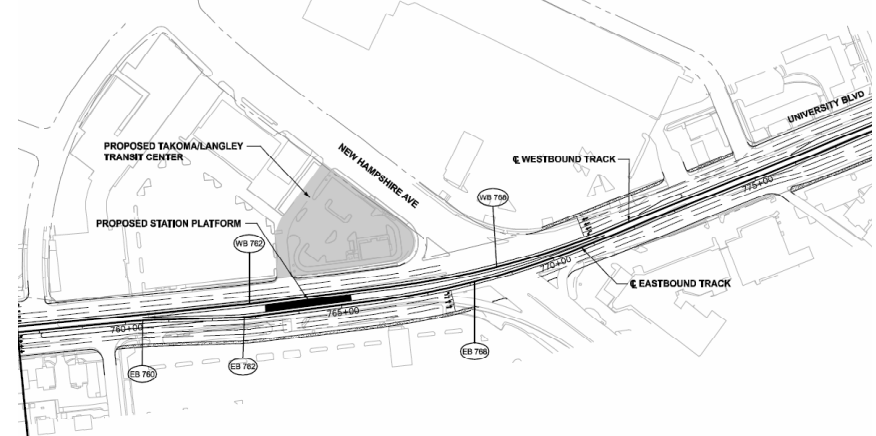 UNIVERSITY BLVD
PROPOSED TAKOMA/LANGLEY
TRANSIT CENTER
NEW HAMPSHIRE AVE
℄ WESTBOUND TRACK
775+00
WB 766
PROPOSED STATION PLATFORM
WB 762
770+00
℄ EASTBOUND TRACK
765+00
760+00
EB 766
EB 762
EB 760